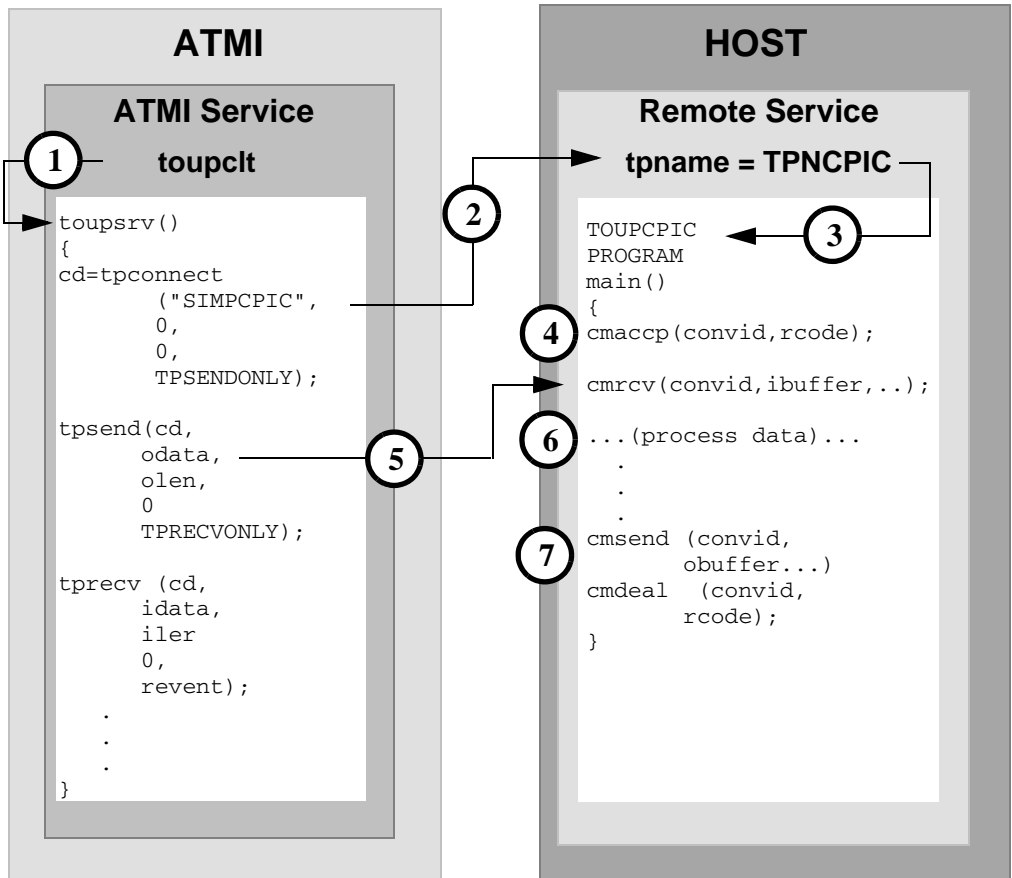 ATMI
ATMI Service
1
toupclt
toupsrv()
{
cd=tpconnect
("SIMPCPIC",
0,
0,
TPSENDONLY);
tpsend(cd,
odata,
olen,
0
TPRECVONLY);
tprecv (cd,
idata,
iler
0,
revent);
.
.
.
}
2
5
HOST
Remote Service
tpname = TPNCPIC
3
TOUPCPIC
PROGRAM
main()
{
4
cmaccp(convid,rcode);
cmrcv(convid,ibuffer,..);
6
...(process data)...
.
.
.
7
cmsend (convid,
obuffer...)
cmdeal (convid,
rcode);
}